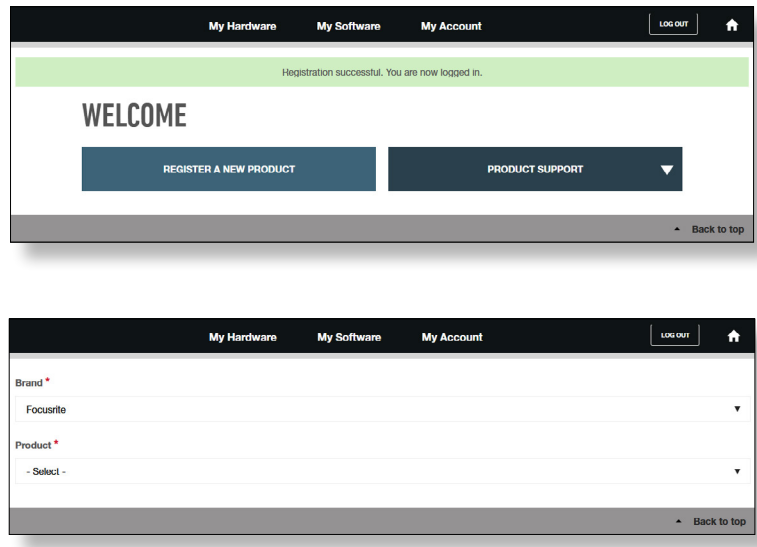 My Hardware My Software My Account LOG OUT
Registration successful. You are now logged in.
WELCOME
REGISTER A NEW PRODUCT PRODUCT SUPPORT
Back to top
My Hardware My Software My Account LOG OUT
Brand *
Focusrite
Product *
- Select -
Back to top